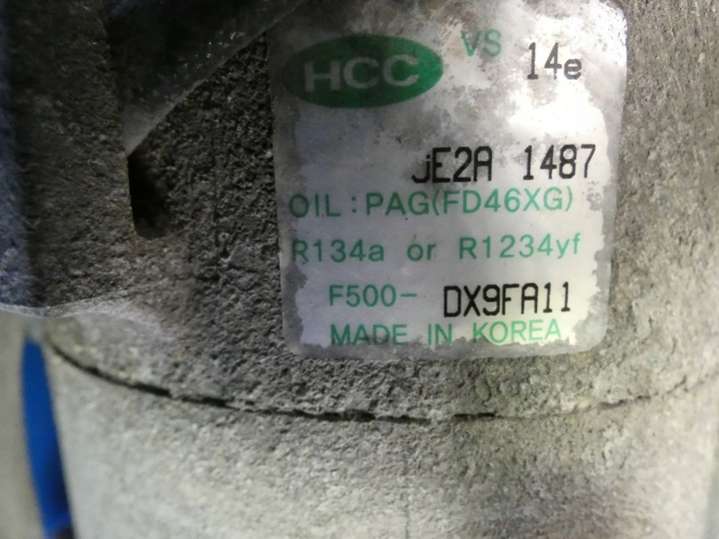 HCC VS 14e
JE2A 1487
OIL : PAG(FD46XG)
R134a or R1234yf
F500- DX9FA11
MADE IN KOREA